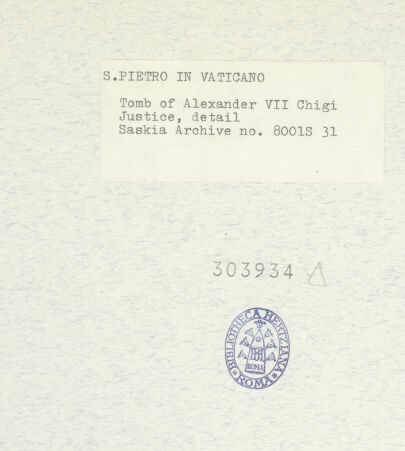 S.PIETRO IN VATICANO
Tomb of Alexander VII Chigi
Justice, detail
Saskia Archive no. 8001S 31
303934
BIBLIOTHECA HERTZIANA
ROMA
ROMA